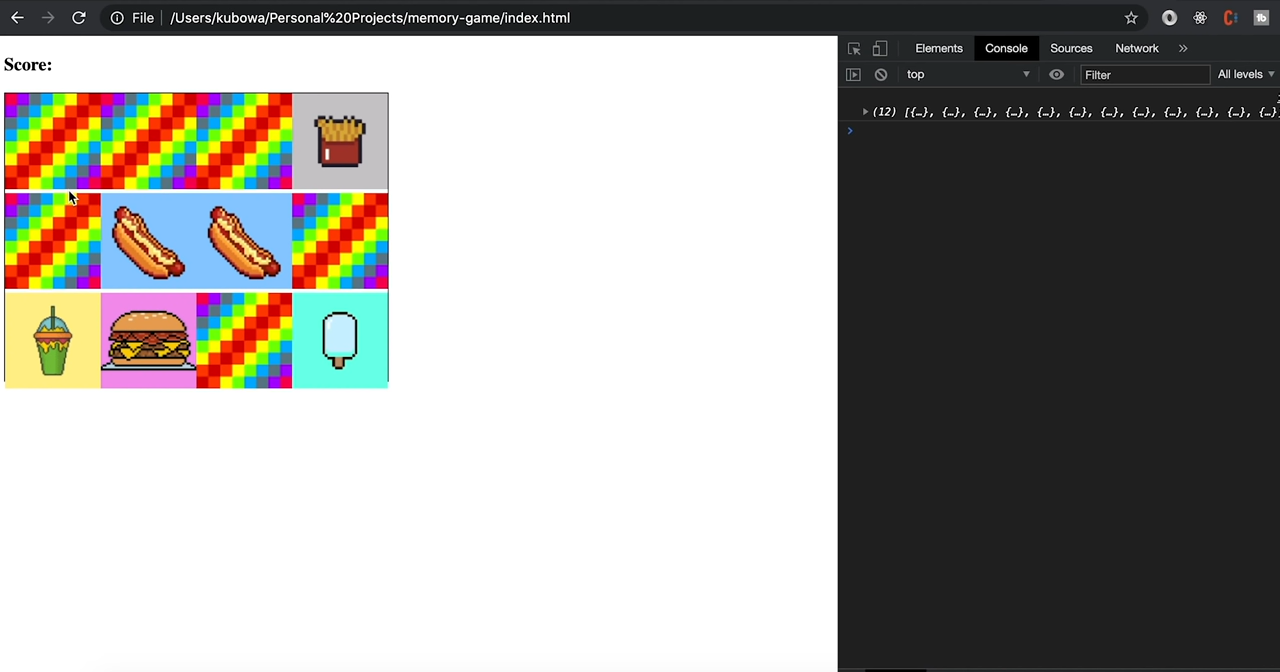 File /Users/kubowa/Personal%20Projects/memory-game/index.html
Elements Console Sources Network »
top Filter All levels
Score:
(12) [{…}, {…}, {…}, {…}, {…}, {…}, {…}, {…}, {…}, {…}, {…}, {…}